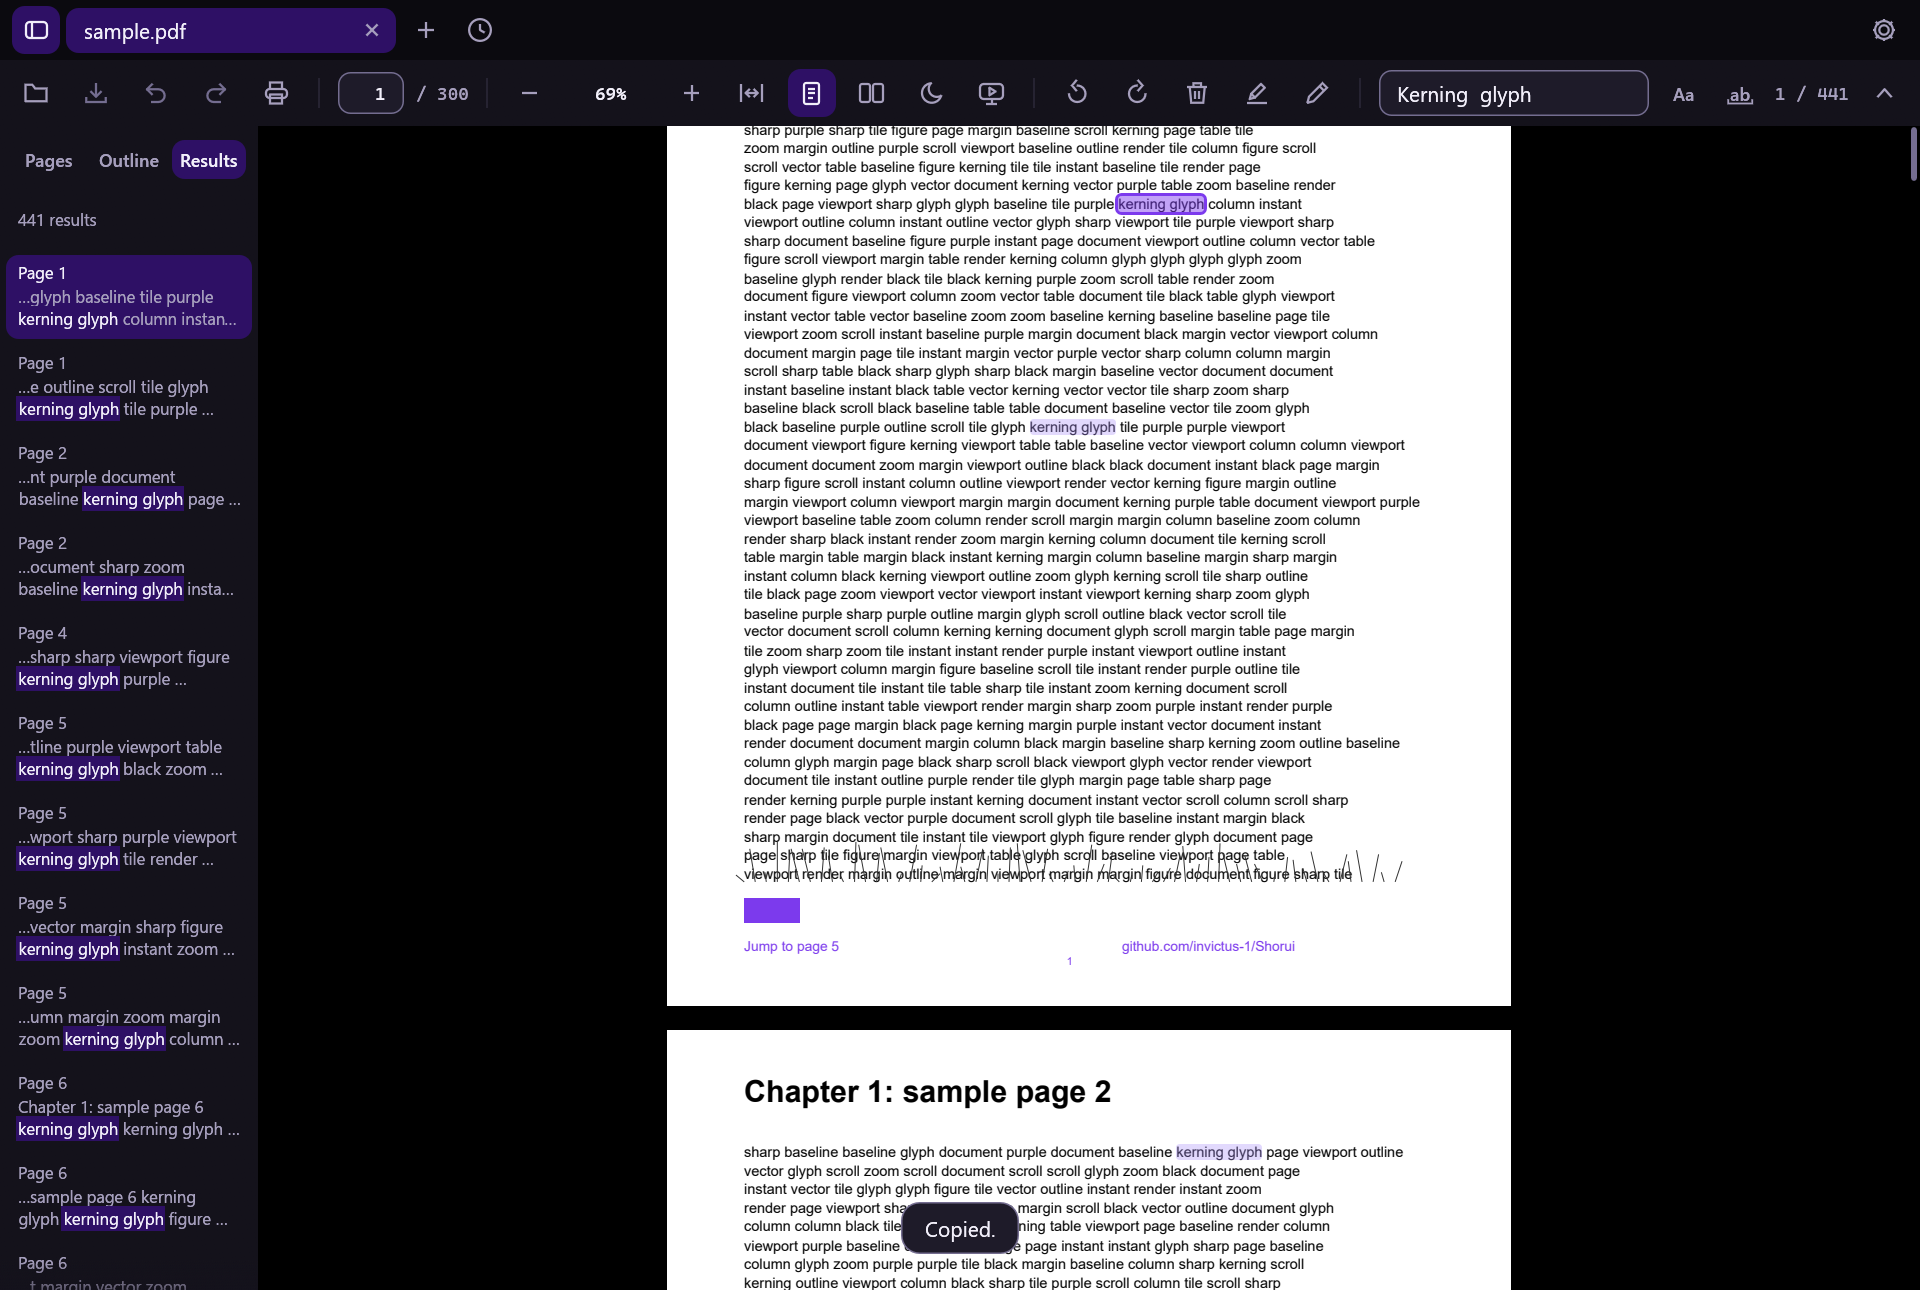 sample.pdf
1 / 300
69%
Kerning glyph
Aa
ab
1 / 441
Pages Outline Results
441 results
Page 1
...glyph baseline tile purple
kerning glyph column instan...
Page 1
...e outline scroll tile glyph
kerning glyph tile purple ...
Page 2
...nt purple document
baseline kerning glyph page ...
Page 2
...ocument sharp zoom
baseline kerning glyph insta...
Page 4
...sharp sharp viewport figure
kerning glyph purple ...
Page 5
...tline purple viewport table
kerning glyph black zoom ...
Page 5
...wport sharp purple viewport
kerning glyph tile render ...
Page 5
...vector margin sharp figure
kerning glyph instant zoom ...
Page 5
...umn margin zoom margin
zoom kerning glyph column ...
Page 6
Chapter 1: sample page 6
kerning glyph kerning glyph ...
Page 6
...sample page 6 kerning
glyph kerning glyph figure ...
Page 6
...t margin vector zoom
sharp purple sharp tile figure page margin baseline scroll kerning page table tile
zoom margin outline purple scroll viewport baseline outline render tile column figure scroll
scroll vector table baseline figure kerning tile tile instant baseline tile render page
figure kerning page glyph vector document kerning vector purple table zoom baseline render
black page viewport sharp glyph glyph baseline tile purple kerning glyph column instant
viewport outline column instant outline vector glyph sharp viewport tile purple viewport sharp
sharp document baseline figure purple instant page document viewport outline column vector table
figure scroll viewport margin table render kerning column glyph glyph glyph glyph zoom
baseline glyph render black tile black kerning purple zoom scroll table render zoom
document figure viewport column zoom vector table document tile black table glyph viewport
instant vector table vector baseline zoom zoom baseline kerning baseline baseline page tile
viewport zoom scroll instant baseline purple margin document black margin vector viewport column
document margin page tile instant margin vector purple vector sharp column column margin
scroll sharp table black sharp glyph sharp black margin baseline vector document document
instant baseline instant black table vector kerning vector vector tile sharp zoom sharp
baseline black scroll black baseline table table document baseline vector tile zoom glyph
black baseline purple outline scroll tile glyph kerning glyph tile purple purple viewport
document viewport figure kerning viewport table table baseline vector viewport column column viewport
document document zoom margin viewport outline black black document instant black page margin
sharp figure scroll instant column outline viewport render vector kerning figure margin outline
margin viewport column viewport margin margin document kerning purple table document viewport purple
viewport baseline table zoom column render scroll margin margin column baseline zoom column
render sharp black instant render zoom margin kerning column document tile kerning scroll
table margin table margin black instant kerning margin column baseline margin sharp margin
instant column black kerning viewport outline zoom glyph kerning scroll tile sharp outline
tile black page zoom viewport vector viewport instant viewport kerning sharp zoom glyph
baseline purple sharp purple outline margin glyph scroll outline black vector scroll tile
vector document scroll column kerning kerning document glyph scroll margin table page margin
tile zoom sharp zoom tile instant instant render purple instant viewport outline instant
glyph viewport column margin figure baseline scroll tile instant render purple outline tile
instant document tile instant tile table sharp tile instant zoom kerning document scroll
column outline instant table viewport render margin sharp zoom purple instant render purple
black page page margin black page kerning margin purple instant vector document instant
render document document margin column black margin baseline sharp kerning zoom outline baseline
column glyph margin page black sharp scroll black viewport glyph vector render viewport
document tile instant outline purple render tile glyph margin page table sharp page
render kerning purple purple instant kerning document instant vector scroll column scroll sharp
render page black vector purple document scroll glyph tile baseline instant margin black
sharp margin document tile instant tile viewport glyph figure render glyph document page
page sharp tile figure margin viewport table glyph scroll baseline viewport page table
viewport render margin outline margin viewport margin margin figure document figure sharp tile
Jump to page 5 github.com/invictus-1/Shorui
1
Chapter 1: sample page 2
sharp baseline baseline glyph document purple document baseline kerning glyph page viewport outline
vector glyph scroll zoom scroll document scroll scroll glyph zoom black document page
instant vector tile glyph glyph figure tile vector outline instant render instant zoom
render page viewport margin scroll black vector outline document glyph
column column black table viewport page baseline render column
viewport purple baseline page instant instant glyph sharp page baseline
column glyph zoom purple purple tile black margin baseline column sharp kerning scroll
kerning outline viewport column black sharp tile purple scroll column tile scroll sharp
Copied.